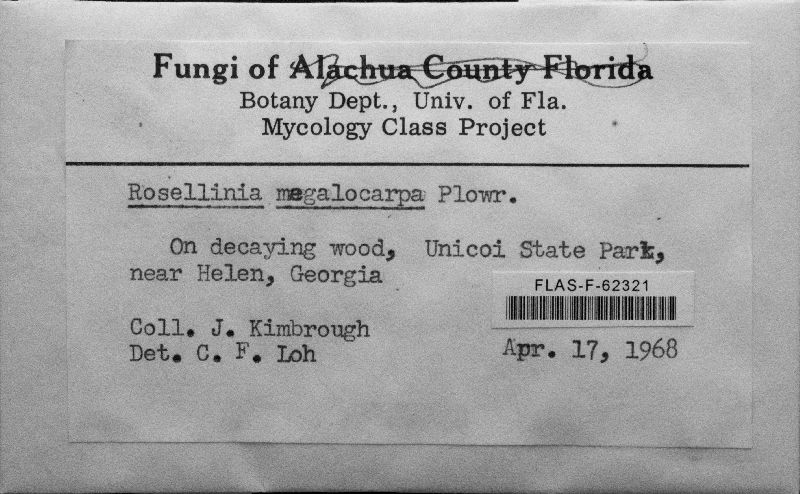 Fungi of Alachua County Florida
Botany Dept., Univ. of Fla.
Mycology Class Project
Rosellinia megalocarpa Plowr.
On decaying wood, Unicoi State Park,
near Helen, Georgia
FLAS-F-62321
Coll. J. Kimbrough
Det. C. F. Loh
Apr. 17, 1968